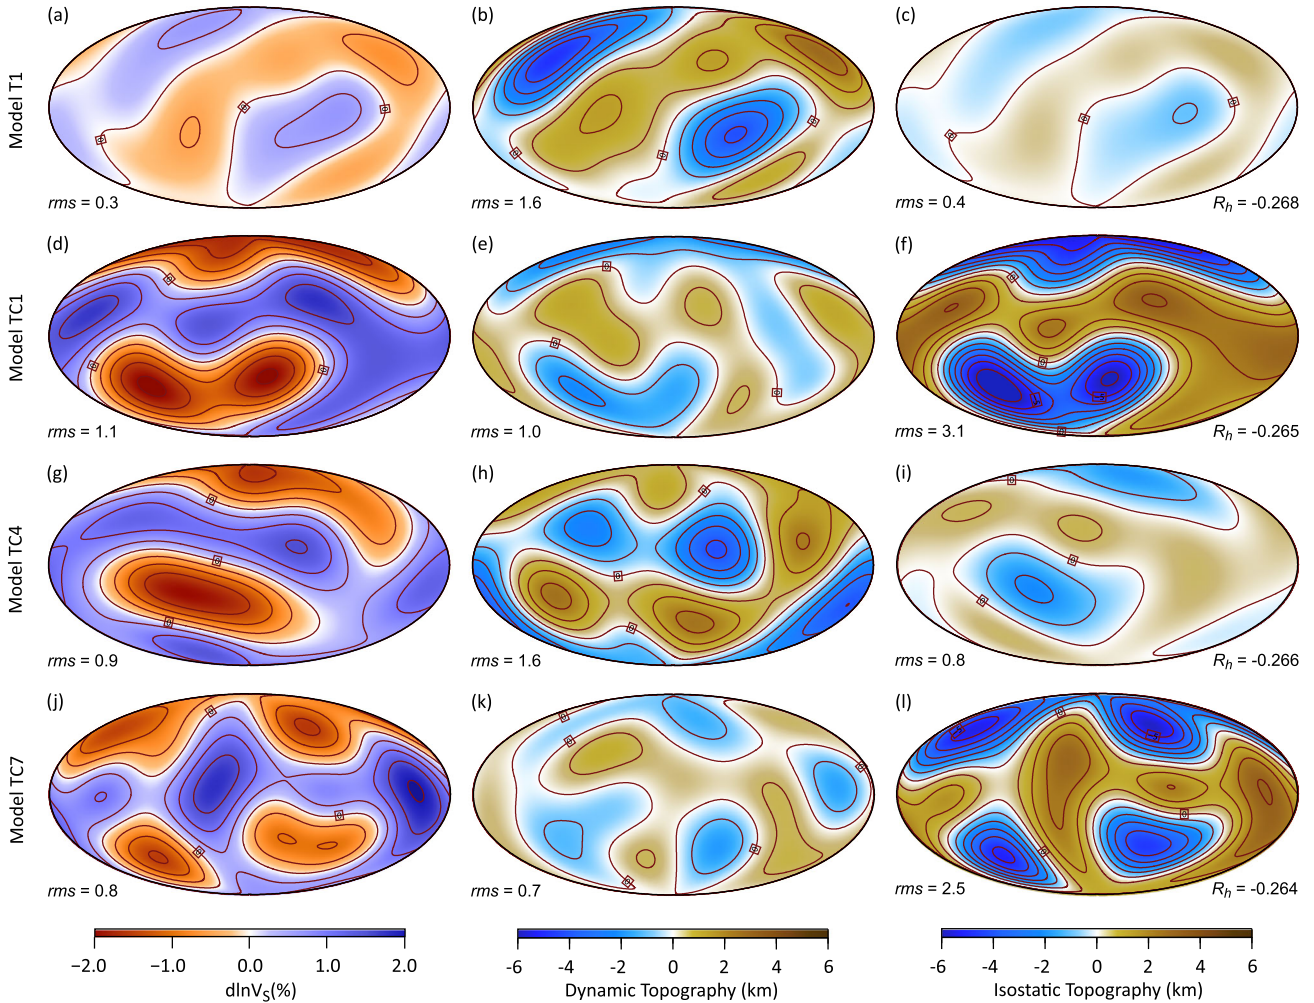 (a)
(b)
(c)
Model T1
rms = 0.3
rms = 1.6
rms = 0.4
R_h = -0.268
(d)
(e)
(f)
Model TC1
rms = 1.1
rms = 1.0
rms = 3.1
R_h = -0.265
(g)
(h)
(i)
Model TC4
rms = 0.9
rms = 1.6
rms = 0.8
R_h = -0.266
(j)
(k)
(l)
Model TC7
rms = 0.8
rms = 0.7
rms = 2.5
R_h = -0.264
−2.0 −1.0 0.0 1.0 2.0
dlnV_S(%)
-6 -4 -2 0 2 4 6
Dynamic Topography (km)
-6 -4 -2 0 2 4 6
Isostatic Topography (km)